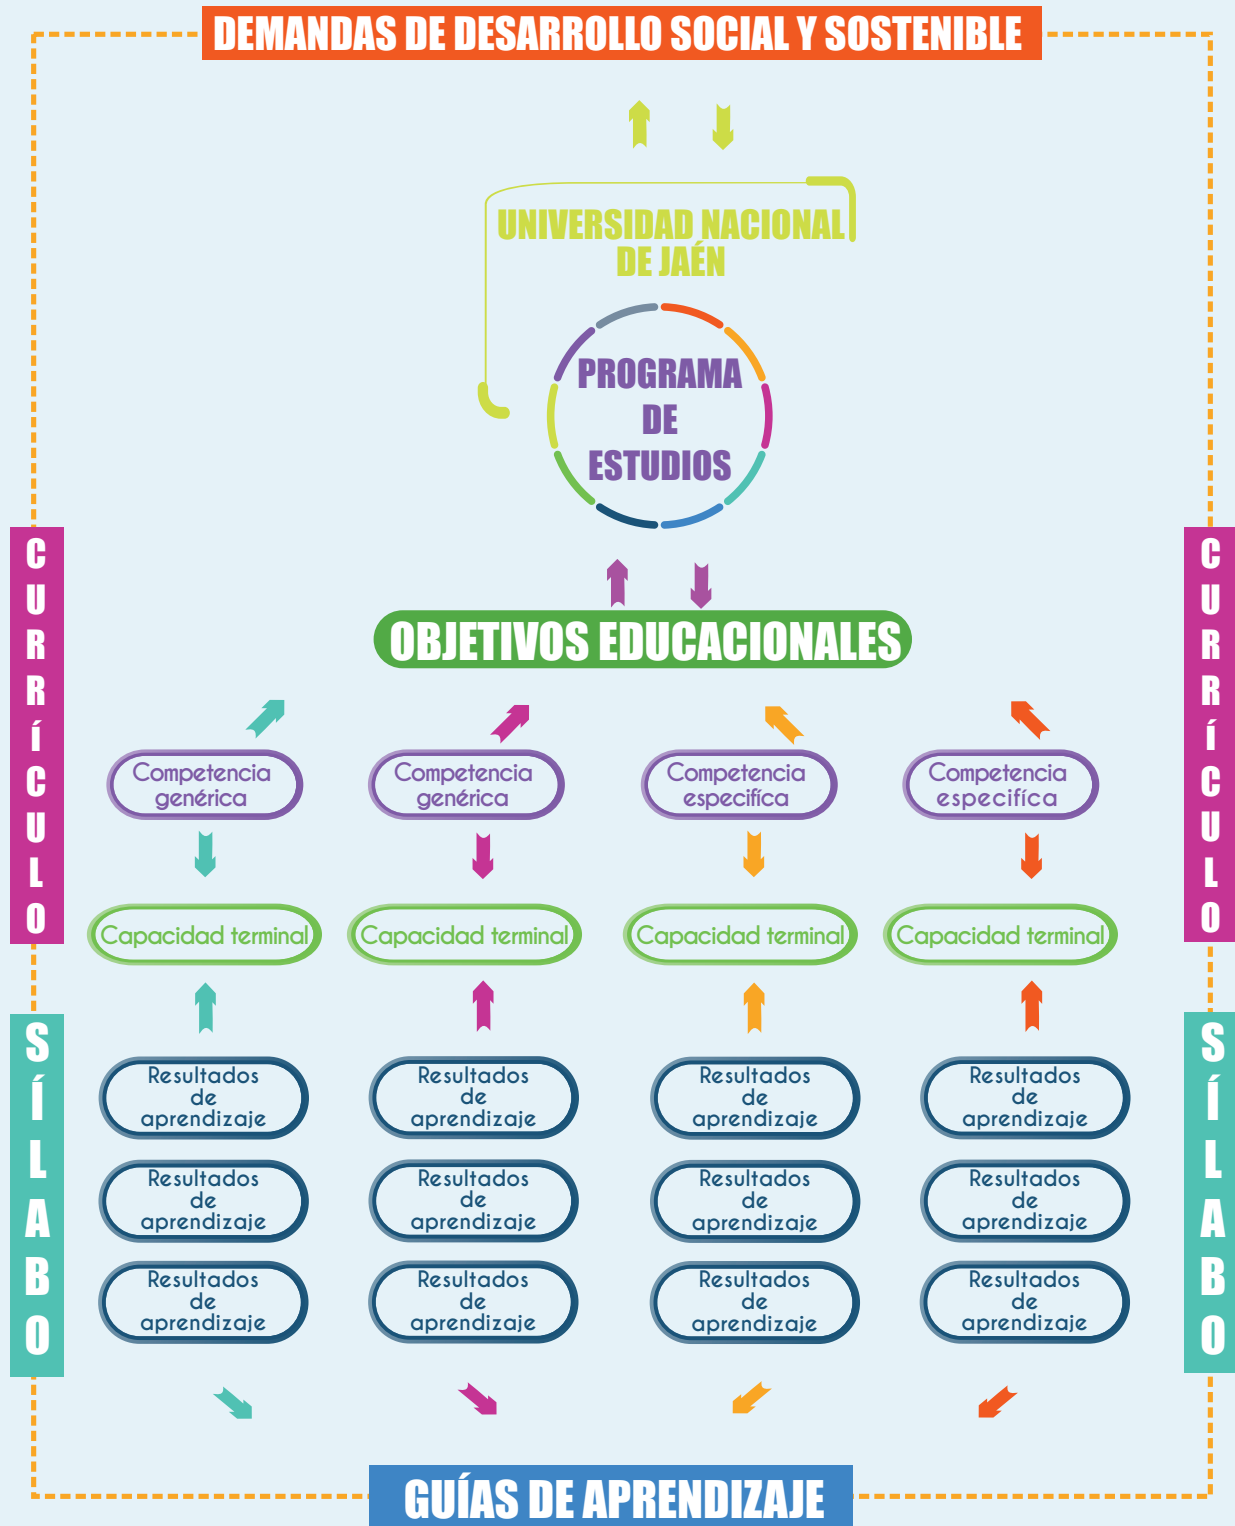 DEMANDAS DE DESARROLLO SOCIAL Y SOSTENIBLE
UNIVERSIDAD NACIONAL
DE JAÉN
PROGRAMA
DE
ESTUDIOS
CURRÍCULO
CURRÍCULO
OBJETIVOS EDUCACIONALES
Competencia
genérica
Competencia
genérica
Competencia
especifíca
Competencia
especifíca
Capacidad terminal
Capacidad terminal
Capacidad terminal
Capacidad terminal
SÍLABO
SÍLABO
Resultados
de
aprendizaje
Resultados
de
aprendizaje
Resultados
de
aprendizaje
Resultados
de
aprendizaje
Resultados
de
aprendizaje
Resultados
de
aprendizaje
Resultados
de
aprendizaje
Resultados
de
aprendizaje
Resultados
de
aprendizaje
Resultados
de
aprendizaje
Resultados
de
aprendizaje
Resultados
de
aprendizaje
GUÍAS DE APRENDIZAJE